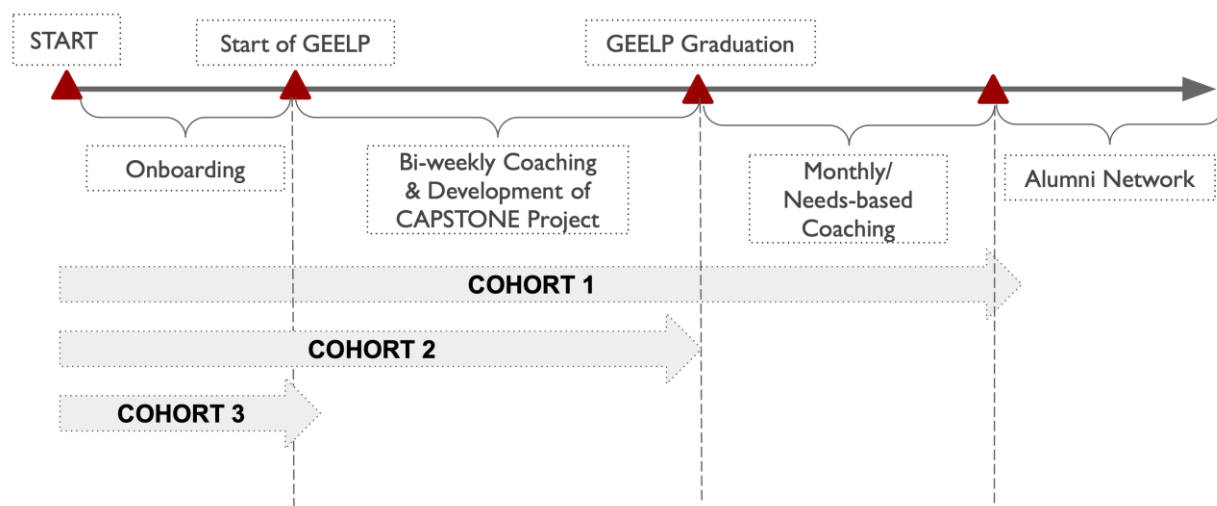 START
Start of GEELP
GEELP Graduation
Onboarding
Bi-weekly Coaching
& Development of
CAPSTONE Project
Monthly/
Needs-based
Coaching
Alumni Network
COHORT 1
COHORT 2
COHORT 3